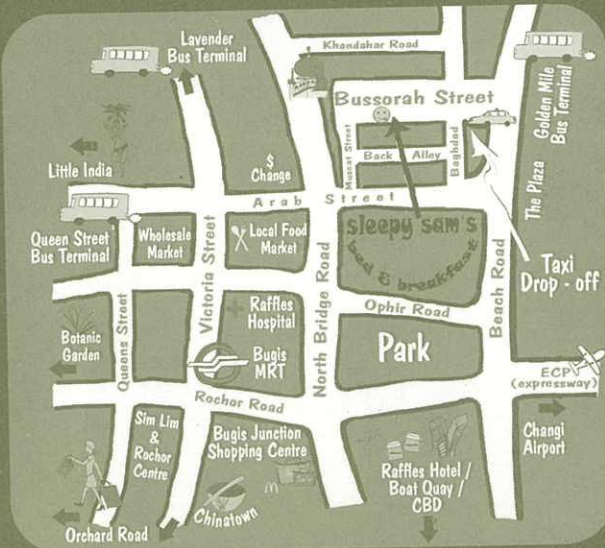 Lavender
Bus Terminal
Khandahar Road
Golden Mile
Bus Terminal
Bussorah Street
Muscat Street
Back Alley
Baghdad
The Plaza
Little India
$
Change
Arab Street
Queen Street
Bus Terminal
Wholesale
Market
Victoria Street
Local Food
Market
North Bridge Road
sleepy sam's
bed & breakfast
Beach Road
Taxi
Drop - off
Ophir Road
Raffles
Hospital
Botanic
Garden
Queens Street
Bugis
MRT
Park
ECP
(expressway)
Rochor Road
Changi
Airport
Sim Lim
&
Rochor
Centre
Bugis Junction
Shopping Centre
Raffles Hotel /
Boat Quay /
CBD
Chinatown
Orchard Road